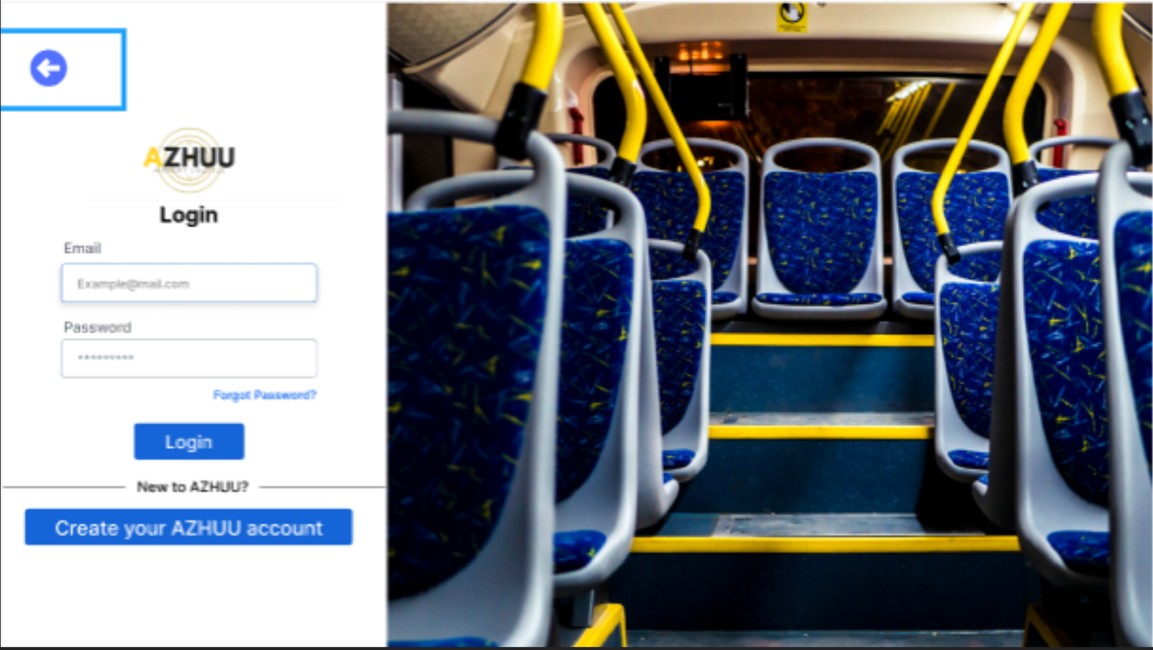 AZHUU
Login
Email
Example@mail.com
Password
*********
Forgot Password?
Login
New to AZHUU?
Create your AZHUU account